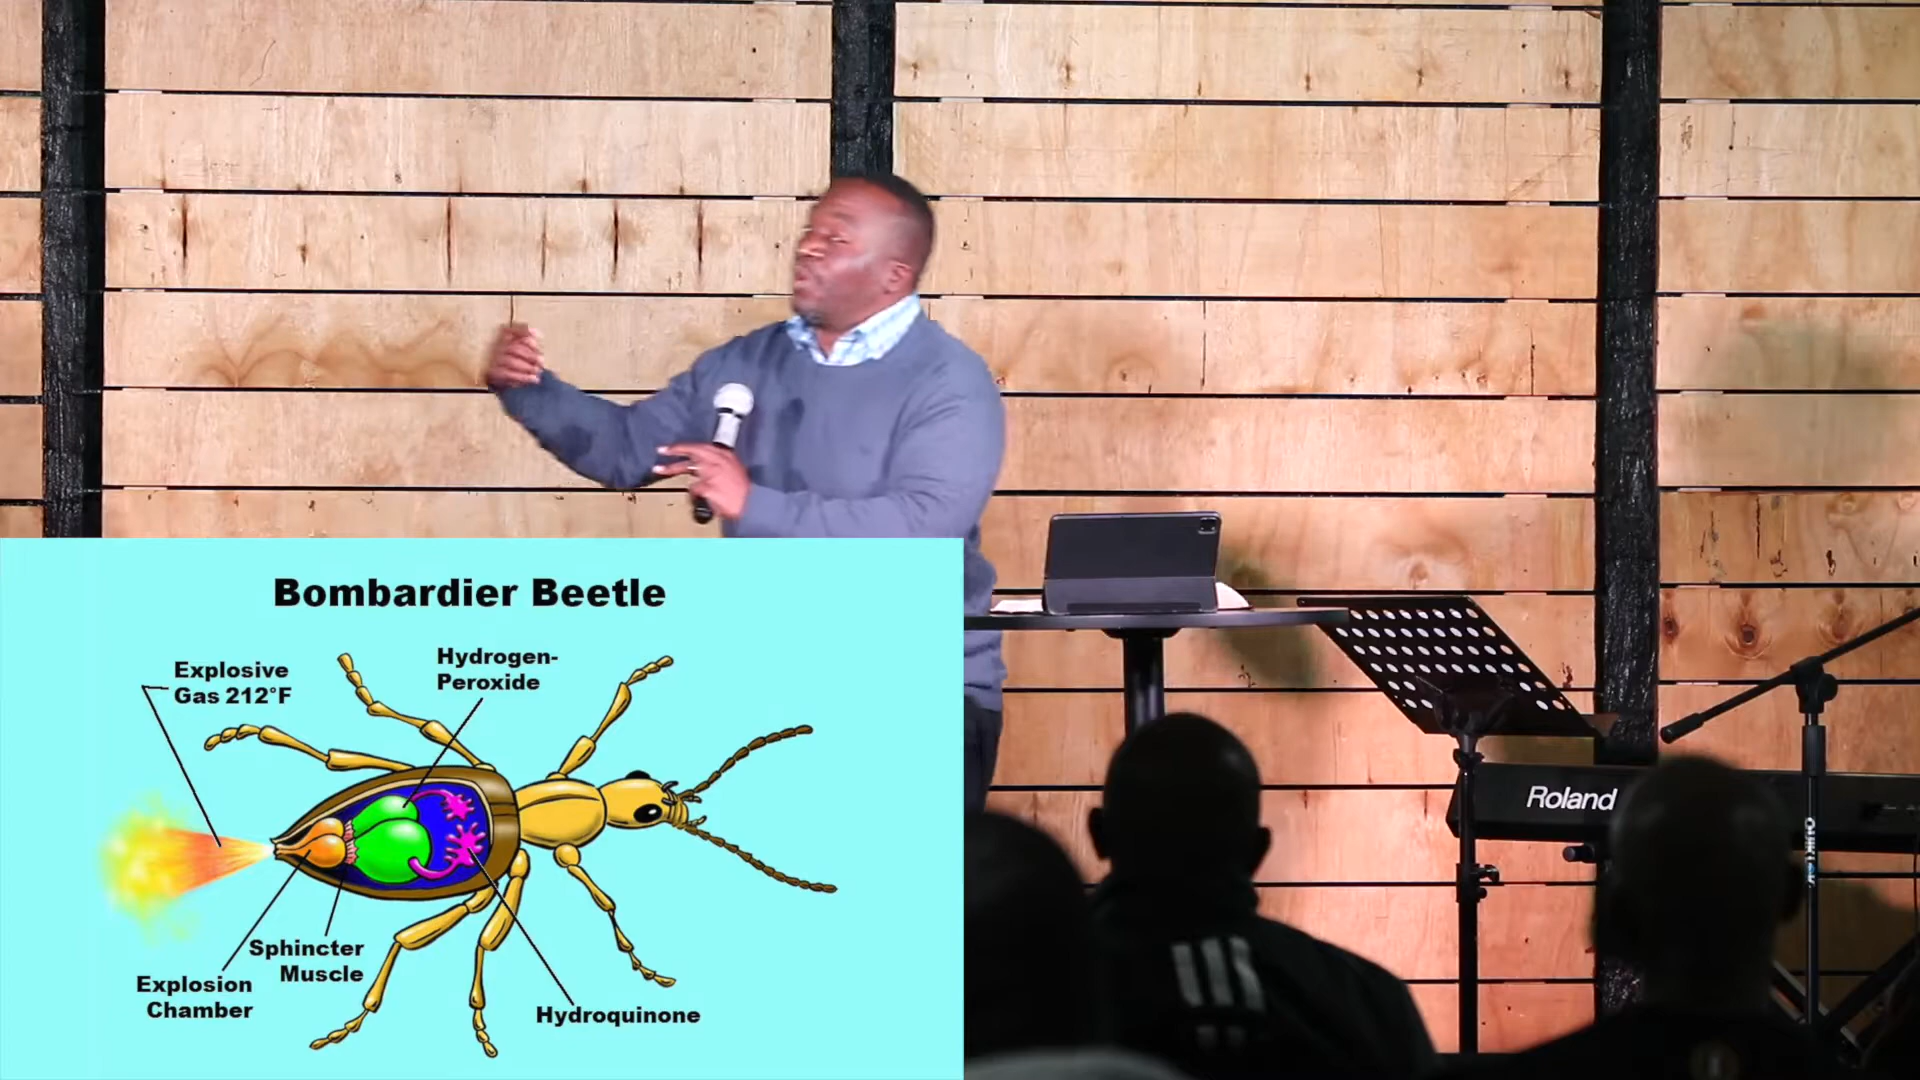 Bombardier Beetle
Explosive
Gas 212°F
Hydrogen-
Peroxide
Sphincter
Muscle
Explosion
Chamber
Hydroquinone
Roland